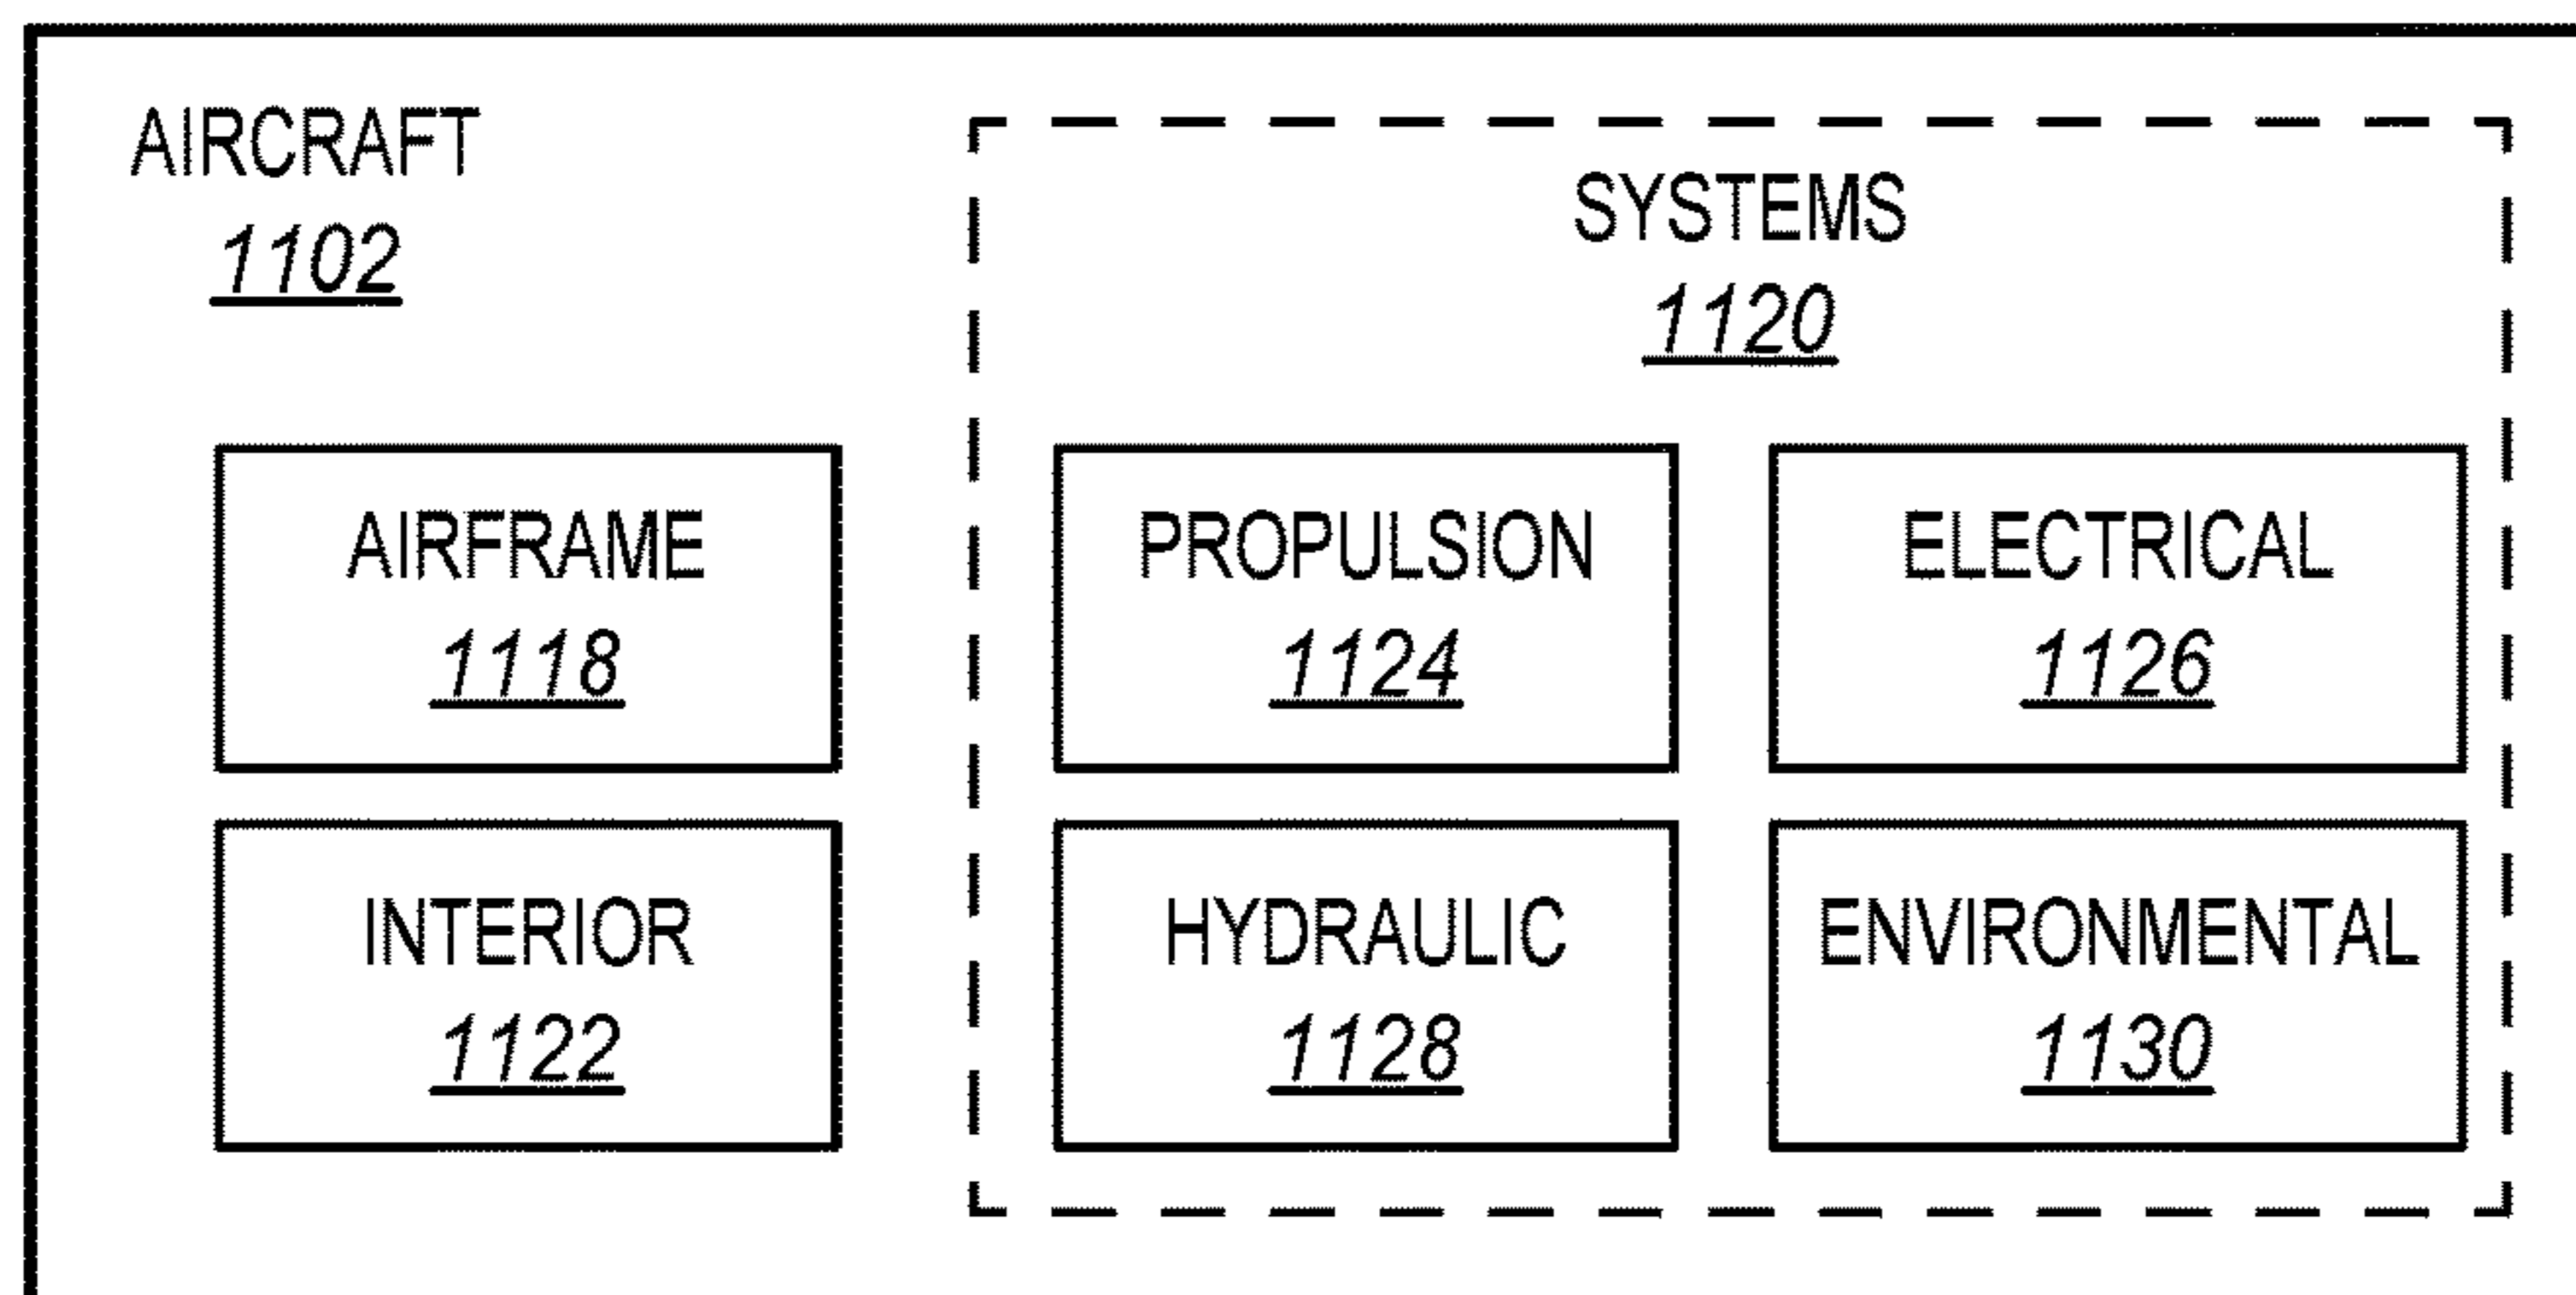 AIRCRAFT
1102
SYSTEMS
1120
AIRFRAME
1118
PROPULSION
1124
ELECTRICAL
1126
INTERIOR
1122
HYDRAULIC
1128
ENVIRONMENTAL
1130